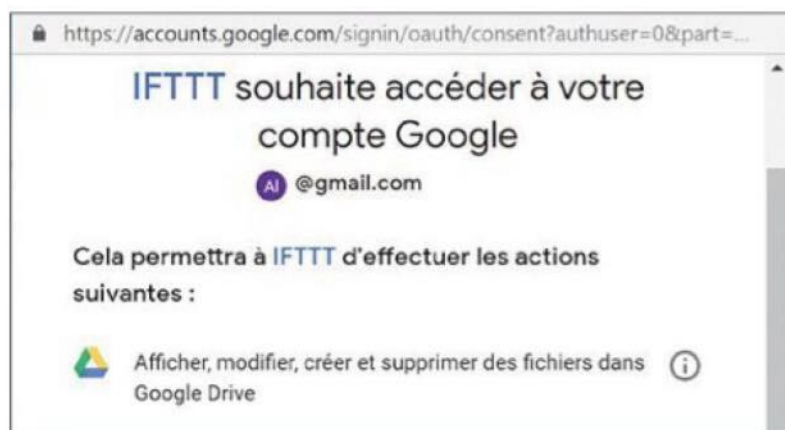 https://accounts.google.com/signin/oauth/consent?authuser=0&part=...
IFTTT souhaite accéder à votre
compte Google
AI @gmail.com
Cela permettra à IFTTT d'effectuer les actions
suivantes :
Afficher, modifier, créer et supprimer des fichiers dans
Google Drive